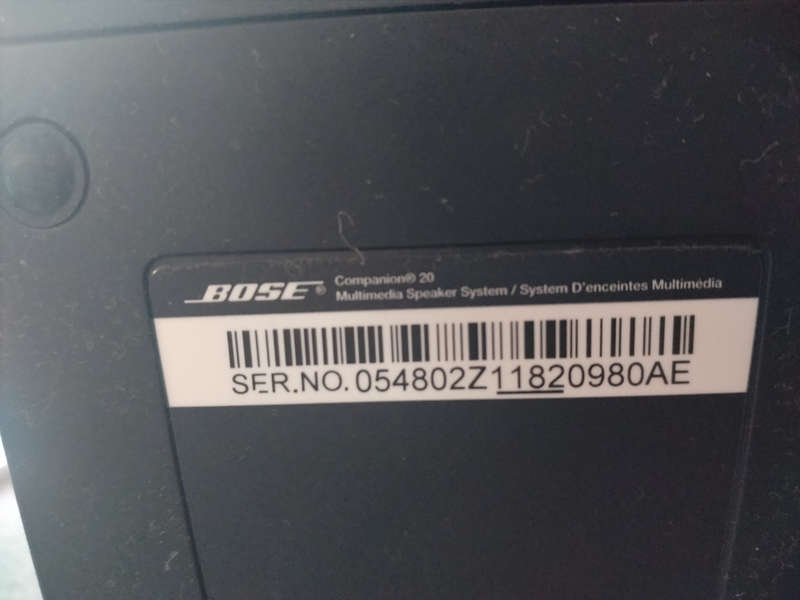 BOSE®
Companion® 20
Multimedia Speaker System / System D'enceintes Multimédia
SER.NO. 054802Z11820980AE